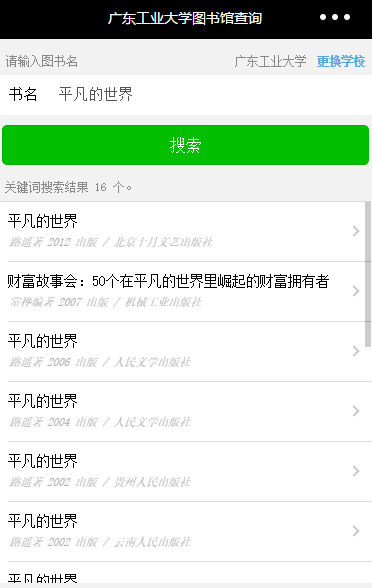 广东工业大学图书馆查询
请输入图书名 广东工业大学 更换学校
书名 平凡的世界
搜索
关键词搜索结果 16 个。
平凡的世界
路遥著 2012 出版 / 北京十月文艺出版社
财富故事会：50个在平凡的世界里崛起的财富拥有者
常桦编著 2007 出版 / 机械工业出版社
平凡的世界
路遥著 2006 出版 / 人民文学出版社
平凡的世界
路遥著 2004 出版 / 人民文学出版社
平凡的世界
路遥著 2002 出版 / 贵州人民出版社
平凡的世界
路遥著 2002 出版 / 云南人民出版社
平凡的世界